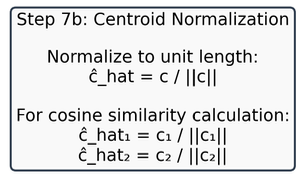 Step 7b: Centroid Normalization
Normalize to unit length:
ĉ_hat = c / ||c||
For cosine similarity calculation:
ĉ_hat₁ = c₁ / ||c₁||
ĉ_hat₂ = c₂ / ||c₂||